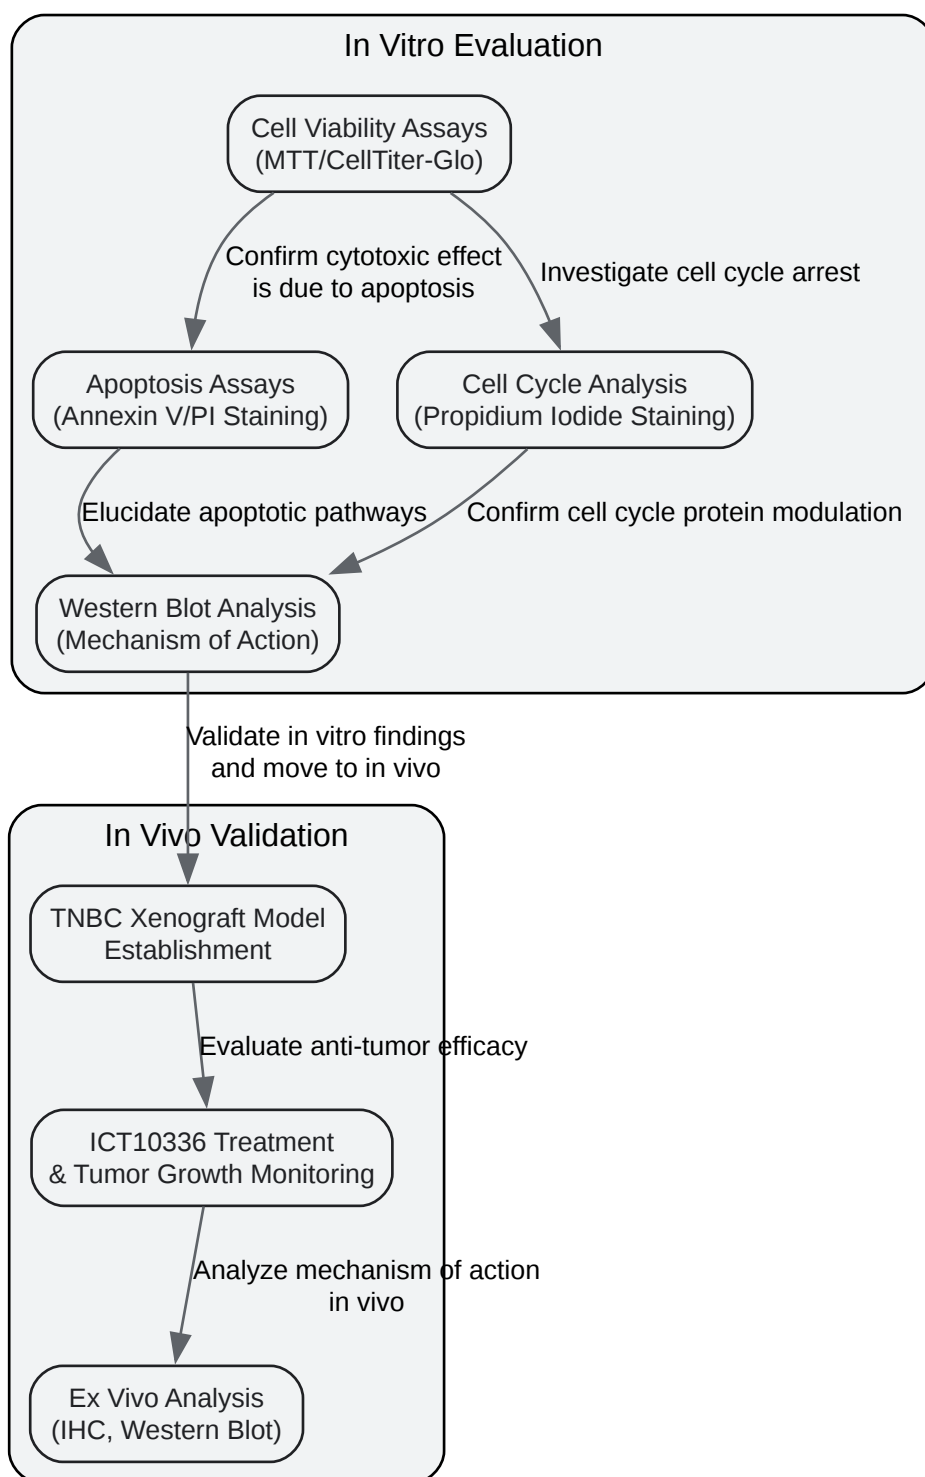 In Vitro Evaluation
Cell Viability Assays
(MTT/CellTiter-Glo)
Confirm cytotoxic effect
is due to apoptosis
Investigate cell cycle arrest
Apoptosis Assays
(Annexin V/PI Staining)
Cell Cycle Analysis
(Propidium Iodide Staining)
Elucidate apoptotic pathways
Confirm cell cycle protein modulation
Western Blot Analysis
(Mechanism of Action)
Validate in vitro findings
and move to in vivo
In Vivo Validation
TNBC Xenograft Model
Establishment
Evaluate anti-tumor efficacy
ICT10336 Treatment
& Tumor Growth Monitoring
Analyze mechanism of action
in vivo
Ex Vivo Analysis
(IHC, Western Blot)